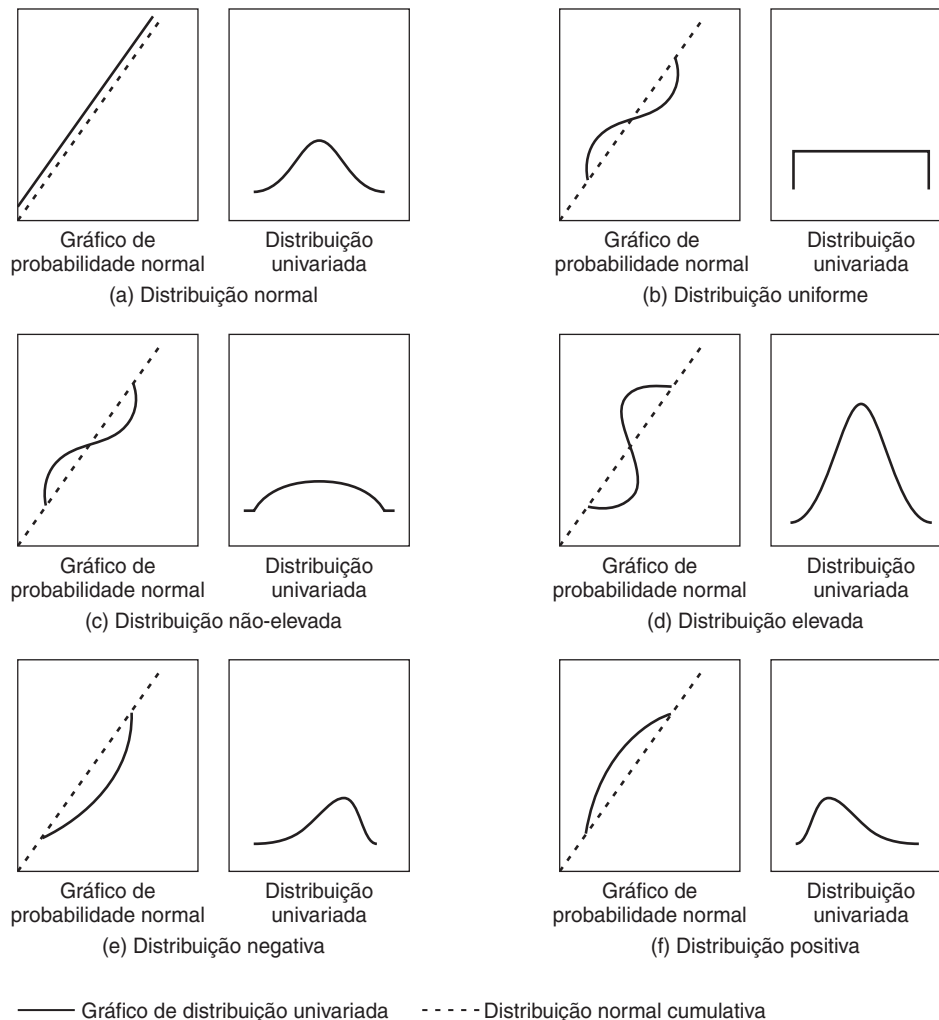 Gráfico de
probabilidade normal
Distribuição
univariada
(a) Distribuição normal
Gráfico de
probabilidade normal
Distribuição
univariada
(b) Distribuição uniforme
Gráfico de
probabilidade normal
Distribuição
univariada
(c) Distribuição não-elevada
Gráfico de
probabilidade normal
Distribuição
univariada
(d) Distribuição elevada
Gráfico de
probabilidade normal
Distribuição
univariada
(e) Distribuição negativa
Gráfico de
probabilidade normal
Distribuição
univariada
(f) Distribuição positiva
Gráfico de distribuição univariada
Distribuição normal cumulativa